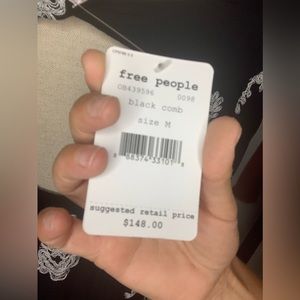 free people
OB439596 0098
black comb
size M
suggested retail price
$148.00